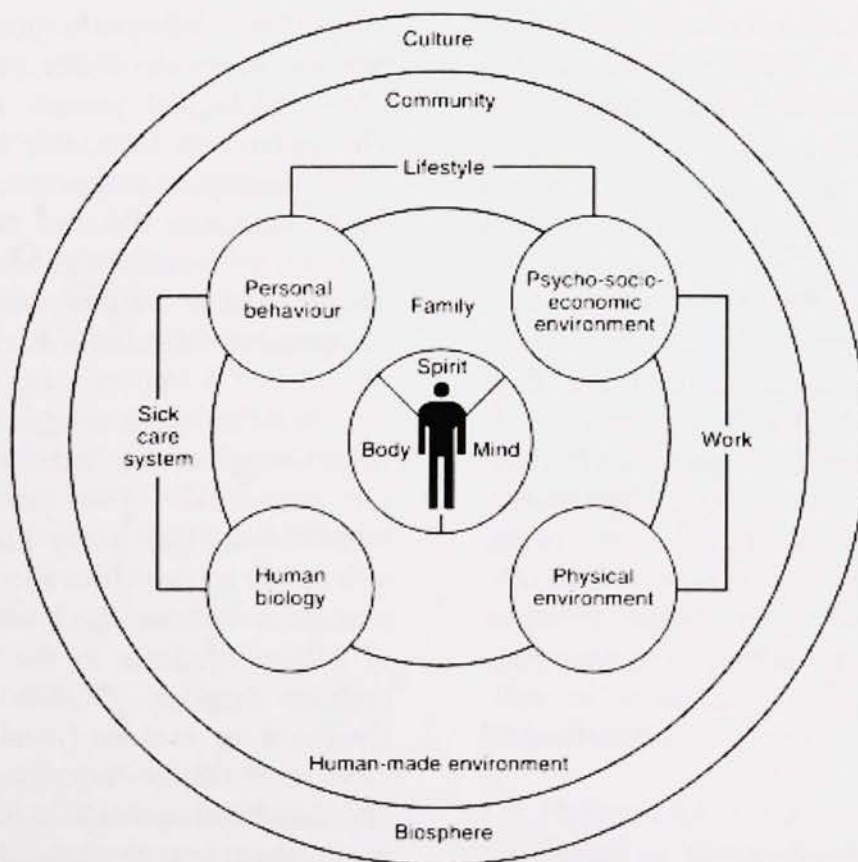 Culture
Community
Lifestyle
Personal
behaviour
Psycho-socio-
economic
environment
Family
Spirit
Body
Mind
Sick
care
system
Work
Human
biology
Physical
environment
Human-made environment
Biosphere